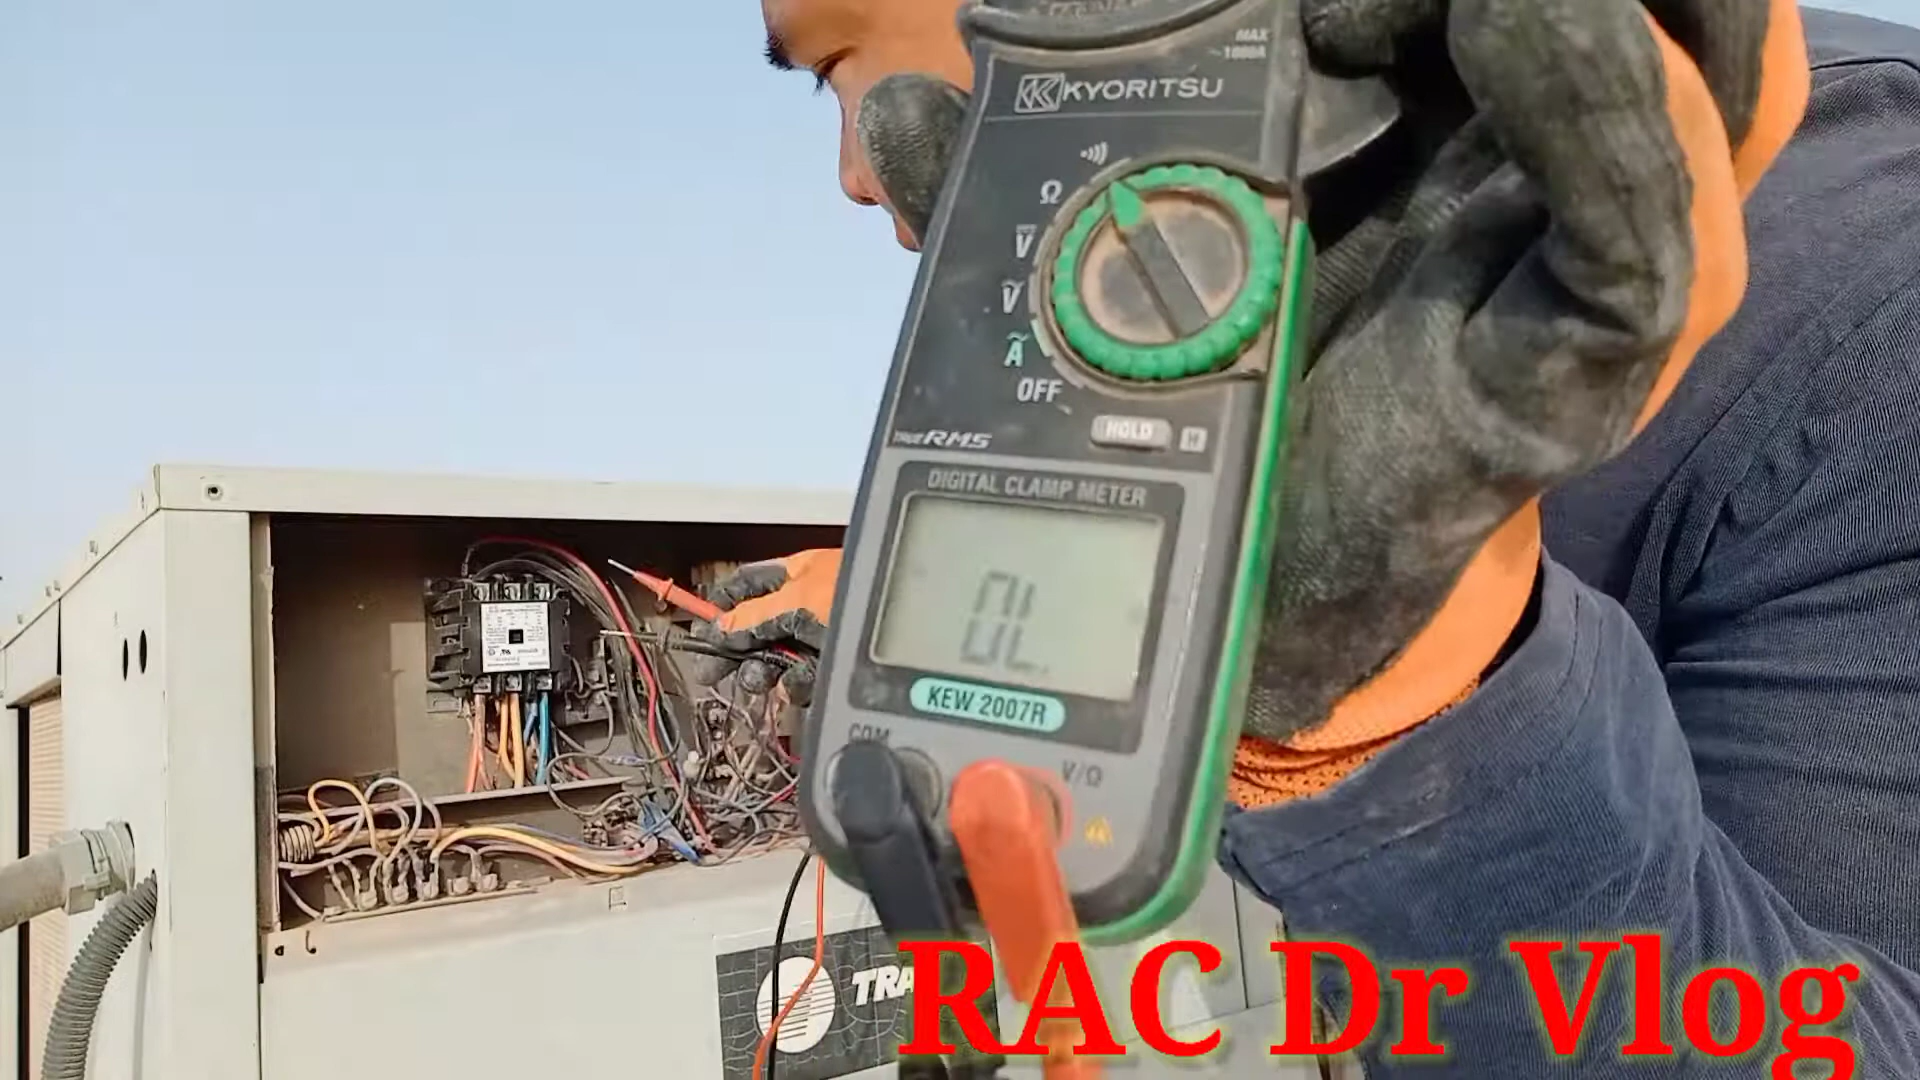 MAX
~1000A
KYORITSU
Ω
V
V
A
OFF
TRUE RMS
HOLD H
DIGITAL CLAMP METER
OL
KEW 2007R
COM
V/Ω
TRA
RAC Dr Vlog